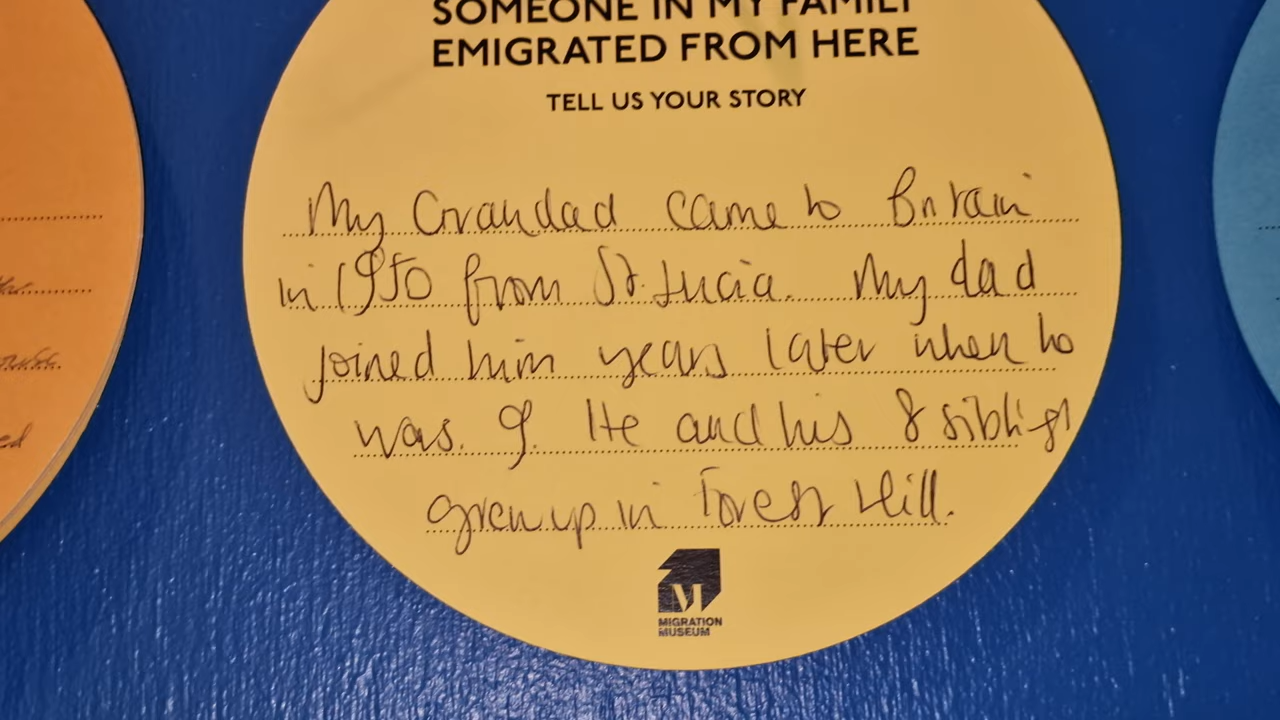 SOMEONE IN MY FAMILY
EMIGRATED FROM HERE
TELL US YOUR STORY
My Grandad came to Britain
in 1950 from St. Lucia. My dad
joined him years later when he
was. 9. He and his 8 siblings
grew up in Forest Hill.
M
MIGRATION
MUSEUM
ed